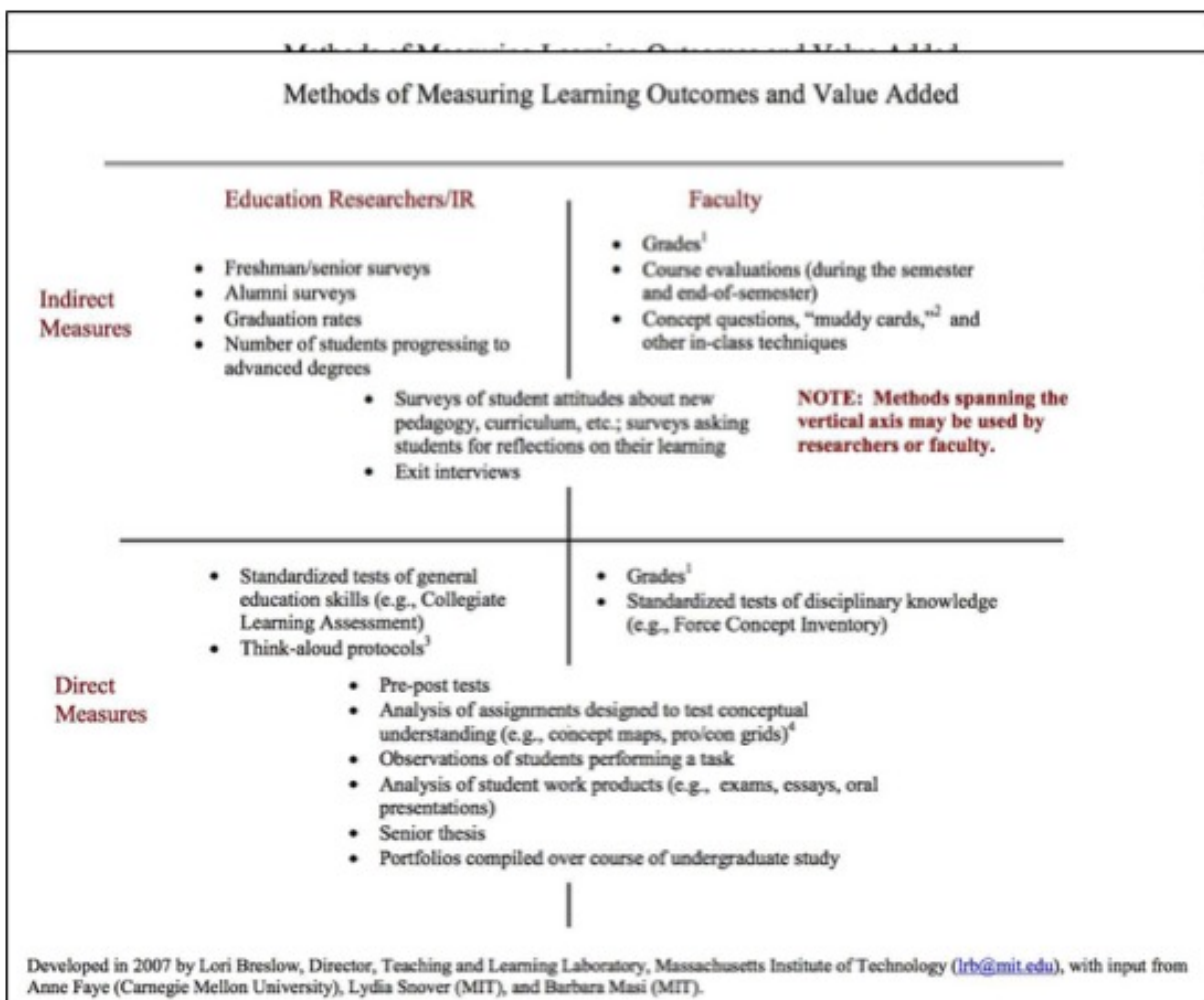 Methods of Measuring Learning Outcomes and Value Added
Methods of Measuring Learning Outcomes and Value Added
Education Researchers/IR
Faculty
Indirect
Measures
• Freshman/senior surveys
• Alumni surveys
• Graduation rates
• Number of students progressing to
advanced degrees
• Grades¹
• Course evaluations (during the semester
and end-of-semester)
• Concept questions, “muddy cards,”² and
other in-class techniques
• Surveys of student attitudes about new
pedagogy, curriculum, etc.; surveys asking
students for reflections on their learning
• Exit interviews
NOTE: Methods spanning the
vertical axis may be used by
researchers or faculty.
• Standardized tests of general
education skills (e.g., Collegiate
Learning Assessment)
• Think-aloud protocols³
• Grades¹
• Standardized tests of disciplinary knowledge
(e.g., Force Concept Inventory)
Direct
Measures
• Pre-post tests
• Analysis of assignments designed to test conceptual
understanding (e.g., concept maps, pro/con grids)⁴
• Observations of students performing a task
• Analysis of student work products (e.g., exams, essays, oral
presentations)
• Senior thesis
• Portfolios compiled over course of undergraduate study
Developed in 2007 by Lori Breslow, Director, Teaching and Learning Laboratory, Massachusetts Institute of Technology (lrb@mit.edu), with input from
Anne Faye (Carnegie Mellon University), Lydia Snover (MIT), and Barbara Masi (MIT).